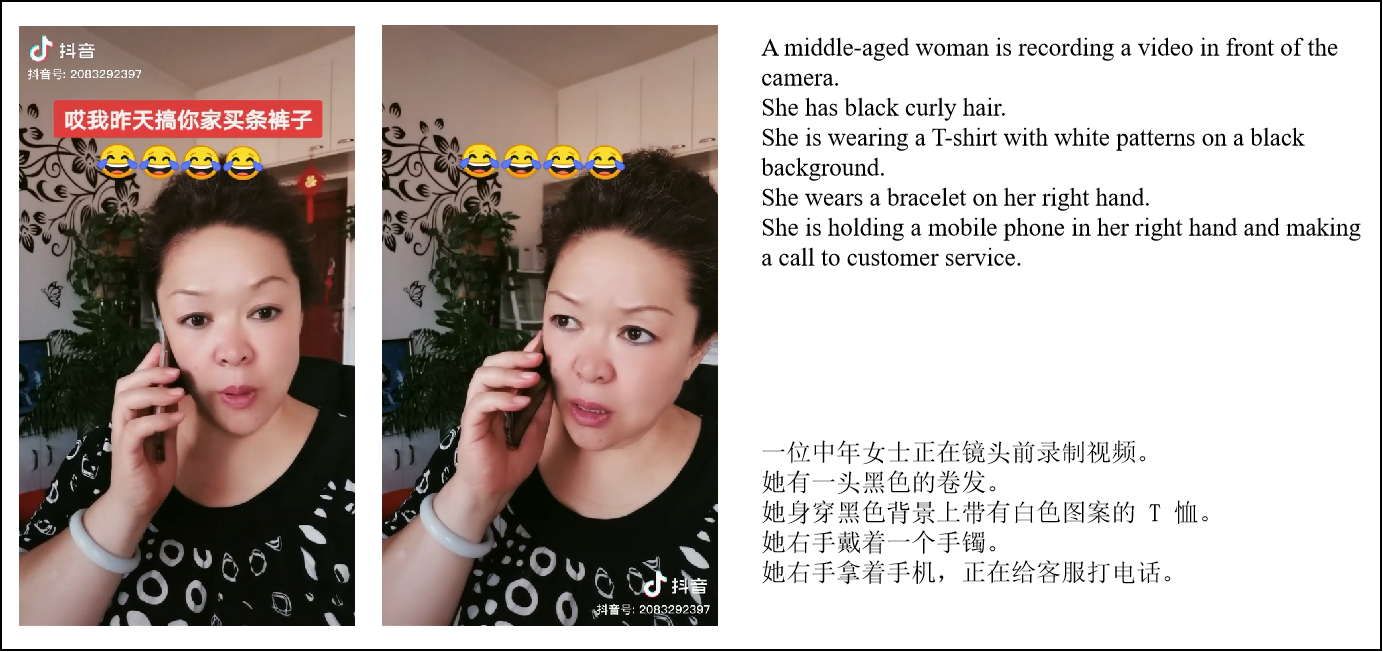 抖音
抖音号: 2083292397
哎我昨天搞你家买条裤子
抖音
抖音号: 2083292397
A middle-aged woman is recording a video in front of the
camera.
She has black curly hair.
She is wearing a T-shirt with white patterns on a black
background.
She wears a bracelet on her right hand.
She is holding a mobile phone in her right hand and making
a call to customer service.
一位中年女士正在镜头前录制视频。
她有一头黑色的卷发。
她身穿黑色背景上带有白色图案的 T 恤。
她右手戴着一个手镯。
她右手拿着手机，正在给客服打电话。